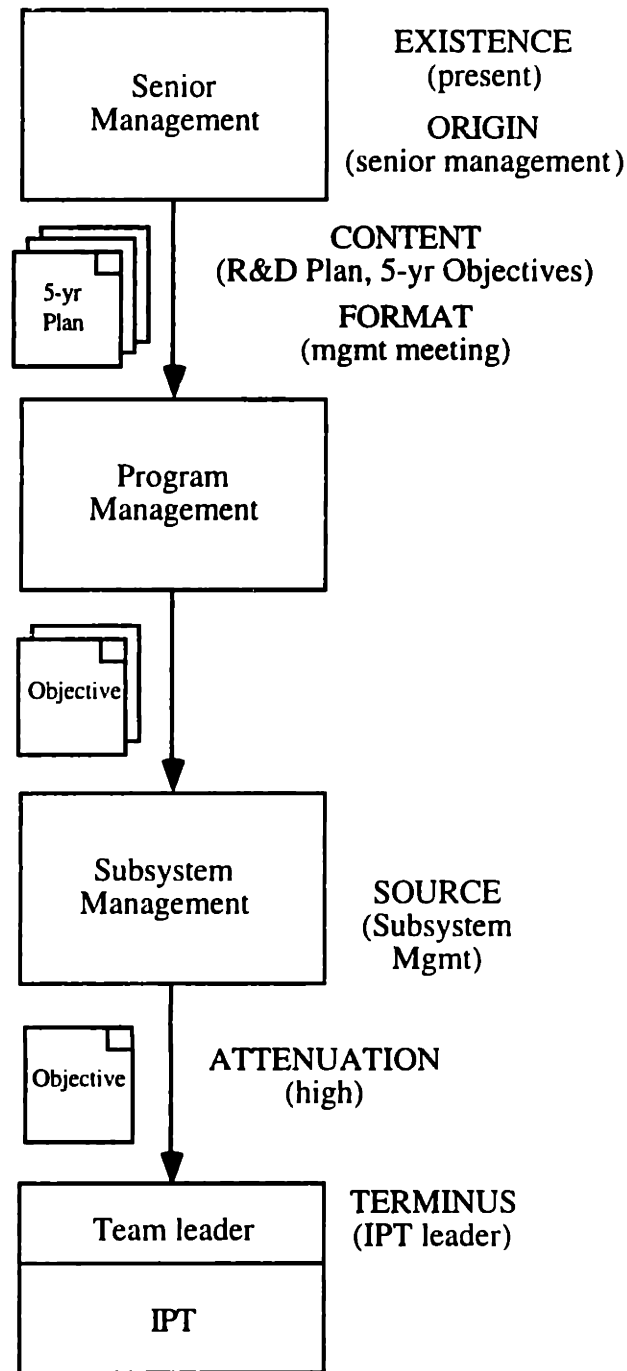 Senior
Management
EXISTENCE
(present)
ORIGIN
(senior management)
5-yr
Plan
CONTENT
(R&D Plan, 5-yr Objectives)
FORMAT
(mgmt meeting)
Program
Management
Objective
Subsystem
Management
SOURCE
(Subsystem
Mgmt)
Objective
ATTENUATION
(high)
Team leader
TERMINUS
(IPT leader)
IPT